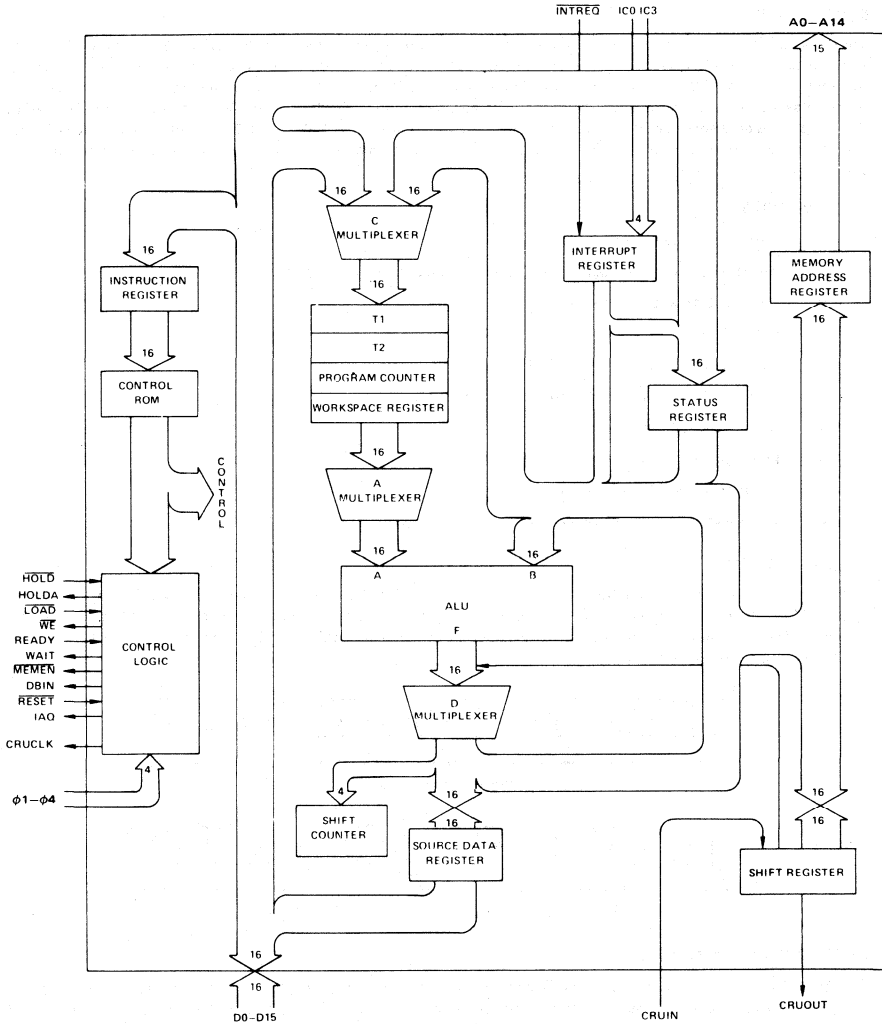 INTREQ IC0 IC3 A0–A14
15
16 16
C
MULTIPLEXER
4
16
INTERRUPT
REGISTER
MEMORY
ADDRESS
REGISTER
16
INSTRUCTION
REGISTER
16
T1
T2
PROGRAM COUNTER
WORKSPACE REGISTER
16
16
CONTROL
ROM
16
STATUS
REGISTER
CONTROL
16
A
MULTIPLEXER
16 16
A B
ALU
F
HOLD
HOLDA
LOAD
WE
READY
WAIT
MEMEN
DBIN
RESET
IAQ
CRUCLK
CONTROL
LOGIC
4
ϕ1–ϕ4
16
D
MULTIPLEXER
4
SHIFT
COUNTER
16
16
SOURCE DATA
REGISTER
16
16
SHIFT REGISTER
16
16
D0–D15
CRUIN
CRUOUT